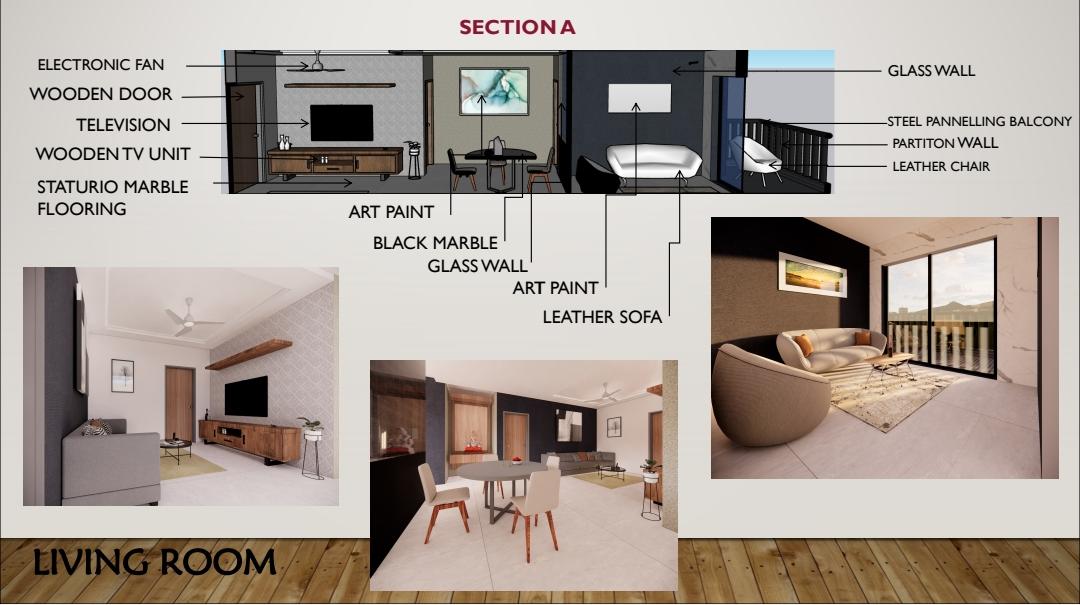 SECTION A
ELECTRONIC FAN
WOODEN DOOR
TELEVISION
WOODEN TV UNIT
STATURIO MARBLE
FLOORING
GLASS WALL
STEEL PANNELLING BALCONY
PARTITON WALL
LEATHER CHAIR
ART PAINT
BLACK MARBLE
GLASS WALL
ART PAINT
LEATHER SOFA
LIVING ROOM